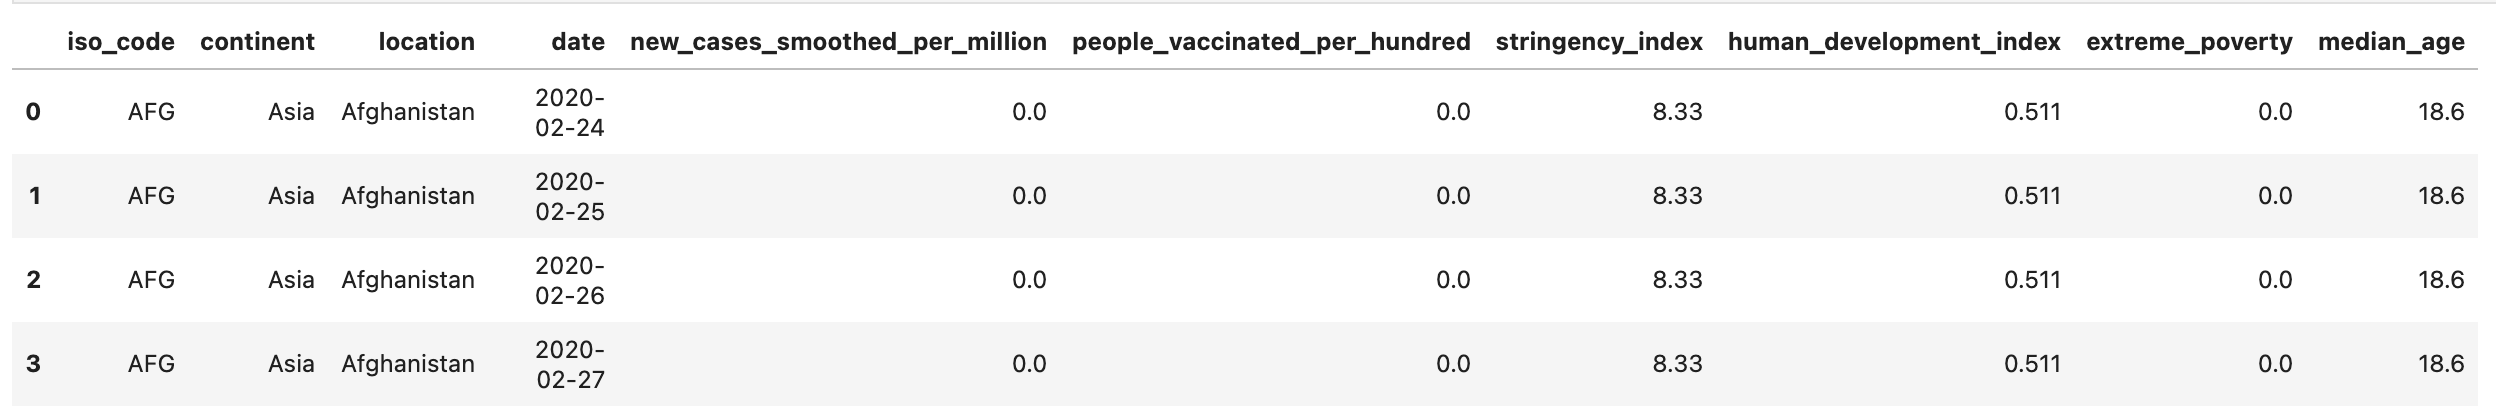 iso_code continent location date new_cases_smoothed_per_million people_vaccinated_per_hundred stringency_index human_development_index extreme_poverty median_age
0 AFG Asia Afghanistan 2020-
02-24 0.0 0.0 8.33 0.511 0.0 18.6
1 AFG Asia Afghanistan 2020-
02-25 0.0 0.0 8.33 0.511 0.0 18.6
2 AFG Asia Afghanistan 2020-
02-26 0.0 0.0 8.33 0.511 0.0 18.6
3 AFG Asia Afghanistan 2020-
02-27 0.0 0.0 8.33 0.511 0.0 18.6